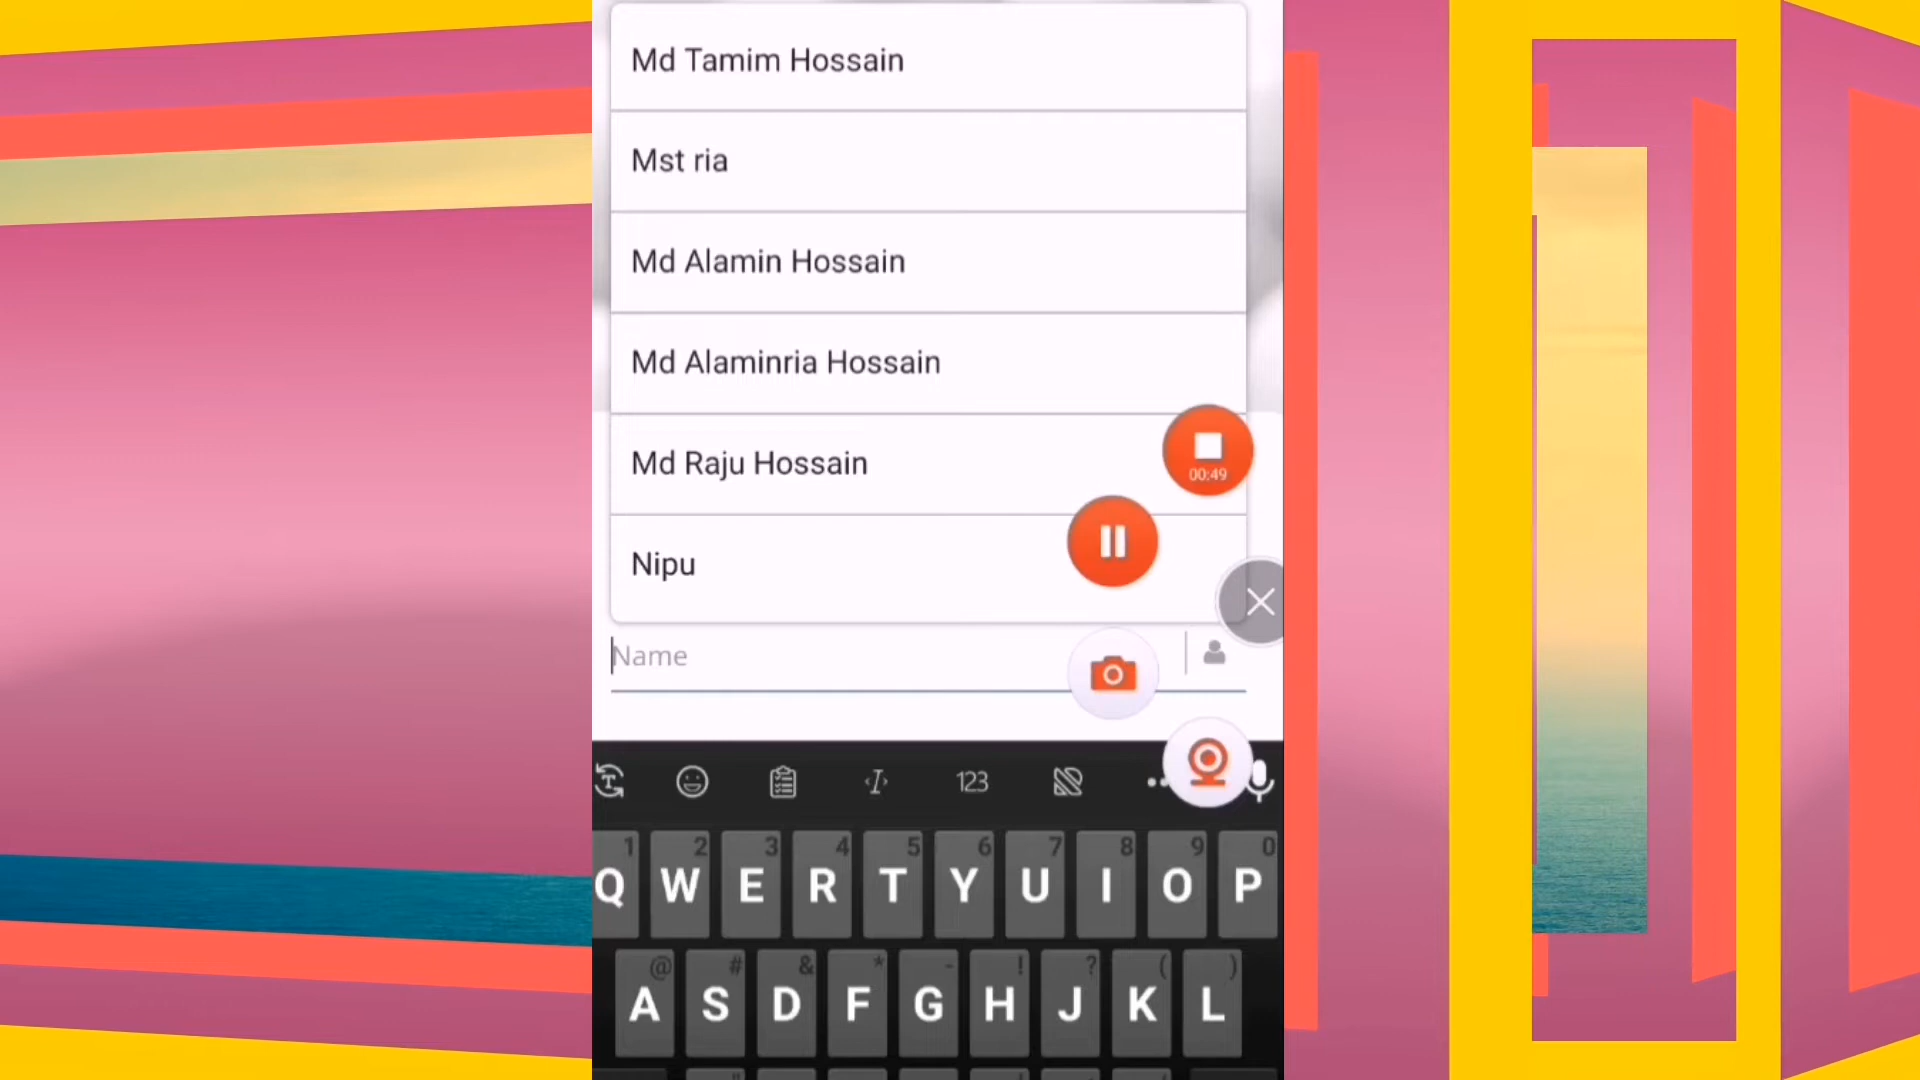 Md Tamim Hossain
Mst ria
Md Alamin Hossain
Md Alaminria Hossain
Md Raju Hossain
00:49
Nipu
Name
123
1 2 3 4 5 6 7 8 9 0
Q W E R T Y U I O P
@ # & * - ! ? ( )
A S D F G H J K L